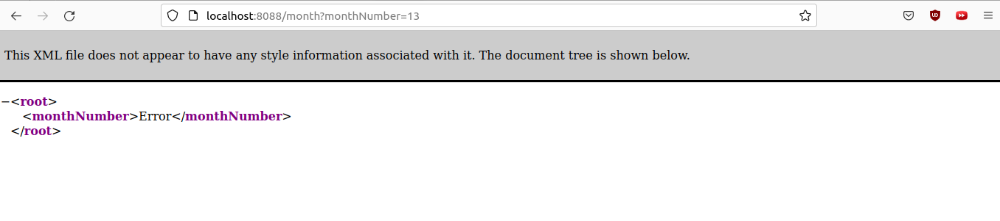 localhost:8088/month?monthNumber=13
This XML file does not appear to have any style information associated with it. The document tree is shown below.
−<root>
<monthNumber>Error</monthNumber>
</root>